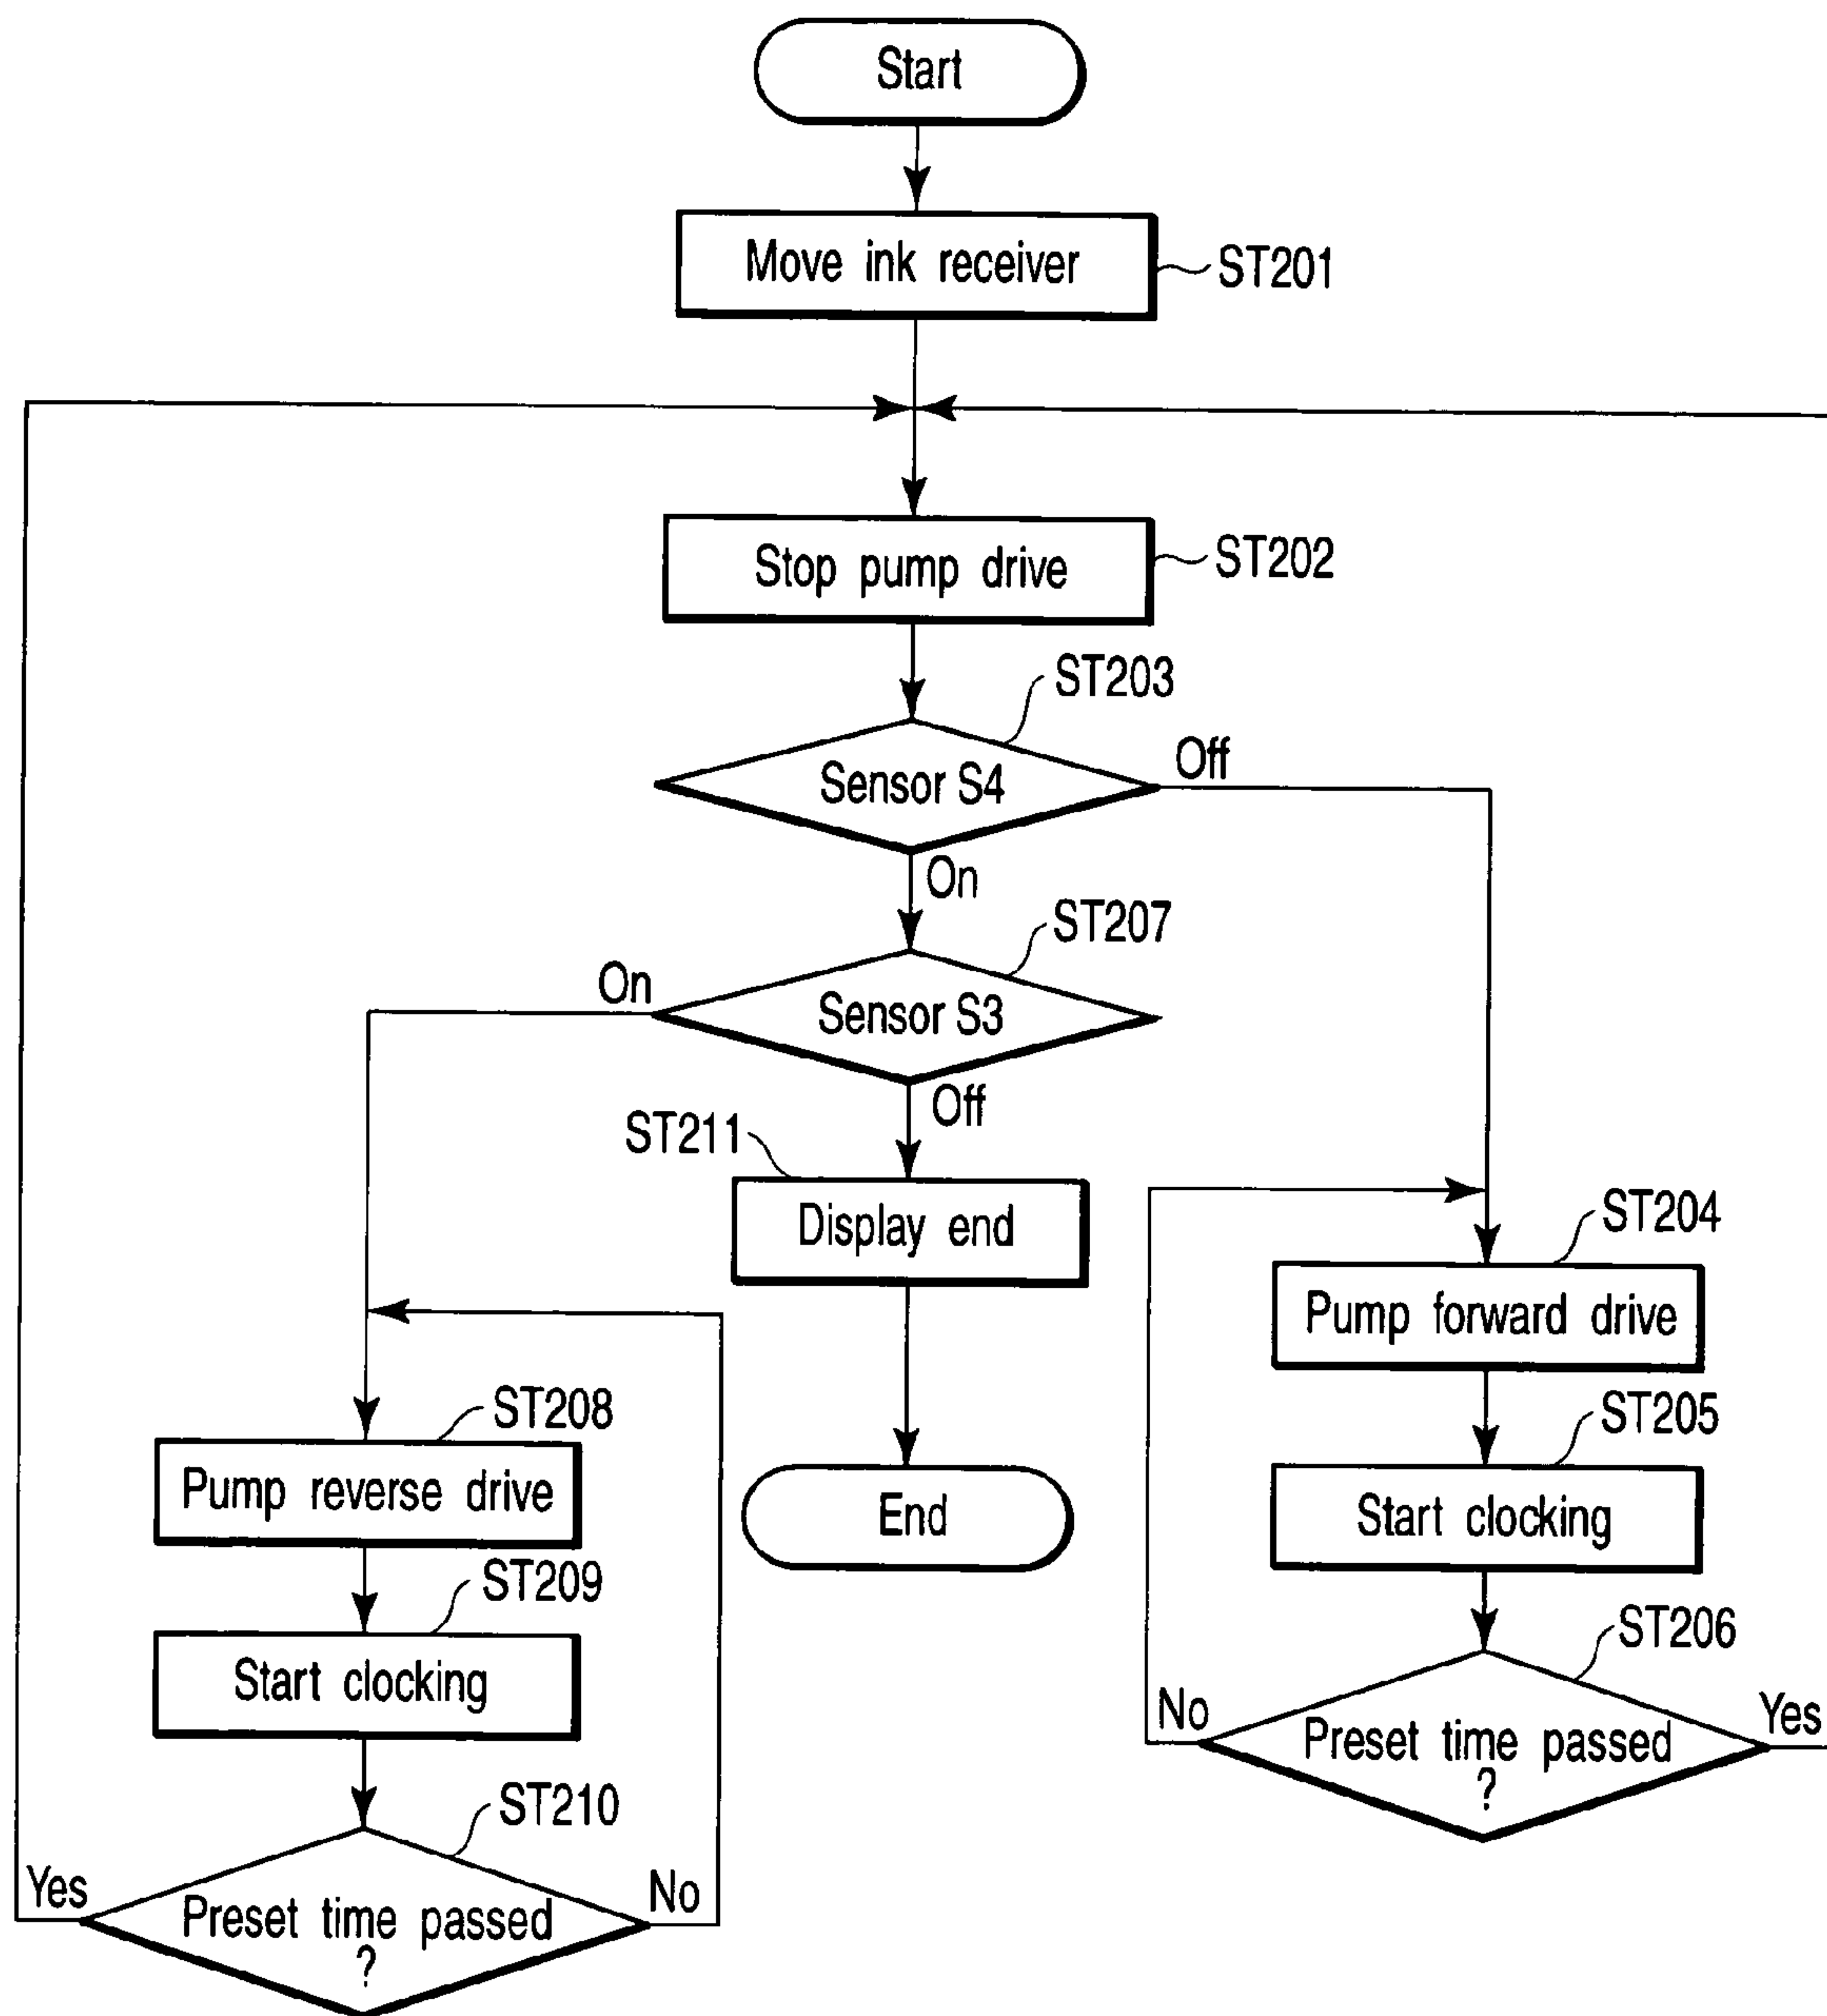 Start
Move ink receiver
ST201
Stop pump drive
ST202
ST203
Sensor S4
Off
On
ST207
On
Sensor S3
Off
ST211
Display end
ST204
Pump forward drive
ST208
ST205
Pump reverse drive
End
Start clocking
ST209
Start clocking
ST206
No
Preset time passed
?
Yes
ST210
Yes
Preset time passed
?
No